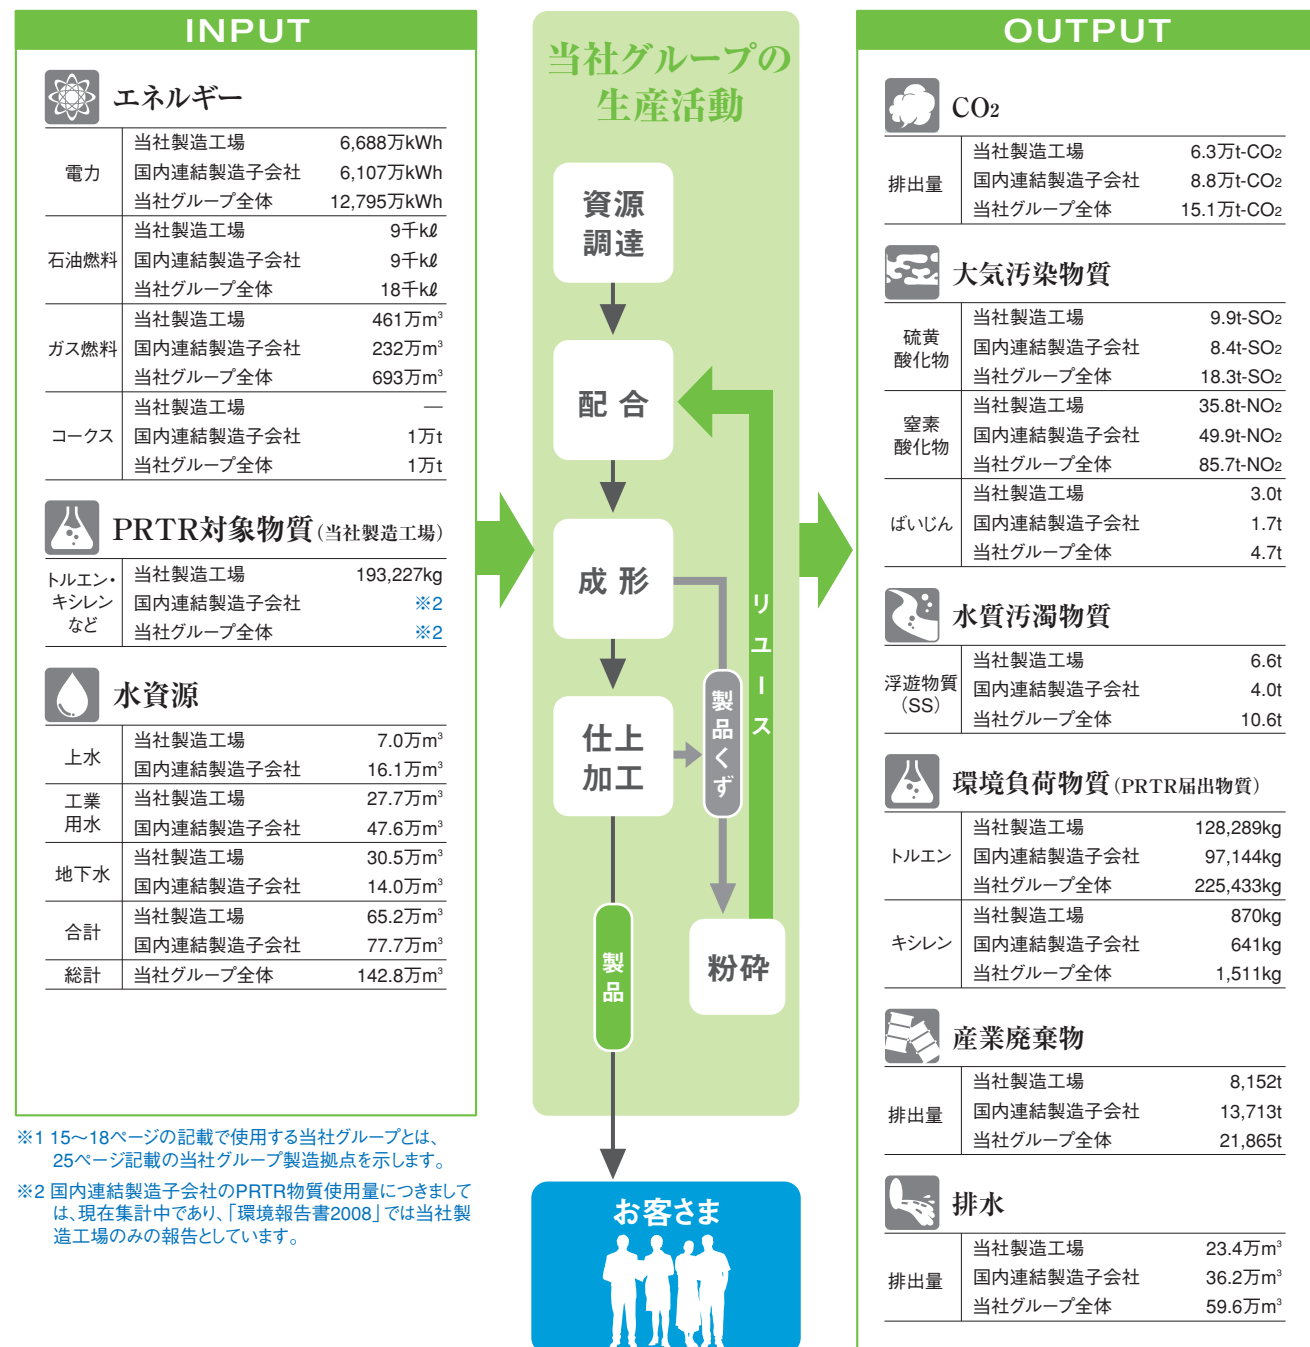 INPUT
エネルギー
電力
当社製造工場 6,688万kWh
国内連結製造子会社 6,107万kWh
当社グループ全体 12,795万kWh
石油燃料
当社製造工場 9千kℓ
国内連結製造子会社 9千kℓ
当社グループ全体 18千kℓ
ガス燃料
当社製造工場 461万m³
国内連結製造子会社 232万m³
当社グループ全体 693万m³
コークス
当社製造工場 —
国内連結製造子会社 1万t
当社グループ全体 1万t
PRTR対象物質(当社製造工場)
トルエン・
キシレン
など
当社製造工場 193,227kg
国内連結製造子会社 ※2
当社グループ全体 ※2
水資源
上水
当社製造工場 7.0万m³
国内連結製造子会社 16.1万m³
工業
用水
当社製造工場 27.7万m³
国内連結製造子会社 47.6万m³
地下水
当社製造工場 30.5万m³
国内連結製造子会社 14.0万m³
合計
当社製造工場 65.2万m³
国内連結製造子会社 77.7万m³
総計 当社グループ全体 142.8万m³
※1 15〜18ページの記載で使用する当社グループとは、
25ページ記載の当社グループ製造拠点を示します。
※2 国内連結製造子会社のPRTR物質使用量につきまして
は、現在集計中であり、「環境報告書2008」では当社製
造工場のみの報告としています。
当社グループの
生産活動
資源
調達
配合
成形
仕上
加工
製品くず
リユース
粉砕
製品
お客さま
OUTPUT
CO2
排出量
当社製造工場 6.3万t-CO2
国内連結製造子会社 8.8万t-CO2
当社グループ全体 15.1万t-CO2
大気汚染物質
硫黄
酸化物
当社製造工場 9.9t-SO2
国内連結製造子会社 8.4t-SO2
当社グループ全体 18.3t-SO2
窒素
酸化物
当社製造工場 35.8t-NO2
国内連結製造子会社 49.9t-NO2
当社グループ全体 85.7t-NO2
ばいじん
当社製造工場 3.0t
国内連結製造子会社 1.7t
当社グループ全体 4.7t
水質汚濁物質
浮遊物質
(SS)
当社製造工場 6.6t
国内連結製造子会社 4.0t
当社グループ全体 10.6t
環境負荷物質(PRTR届出物質)
トルエン
当社製造工場 128,289kg
国内連結製造子会社 97,144kg
当社グループ全体 225,433kg
キシレン
当社製造工場 870kg
国内連結製造子会社 641kg
当社グループ全体 1,511kg
産業廃棄物
排出量
当社製造工場 8,152t
国内連結製造子会社 13,713t
当社グループ全体 21,865t
排水
排出量
当社製造工場 23.4万m³
国内連結製造子会社 36.2万m³
当社グループ全体 59.6万m³